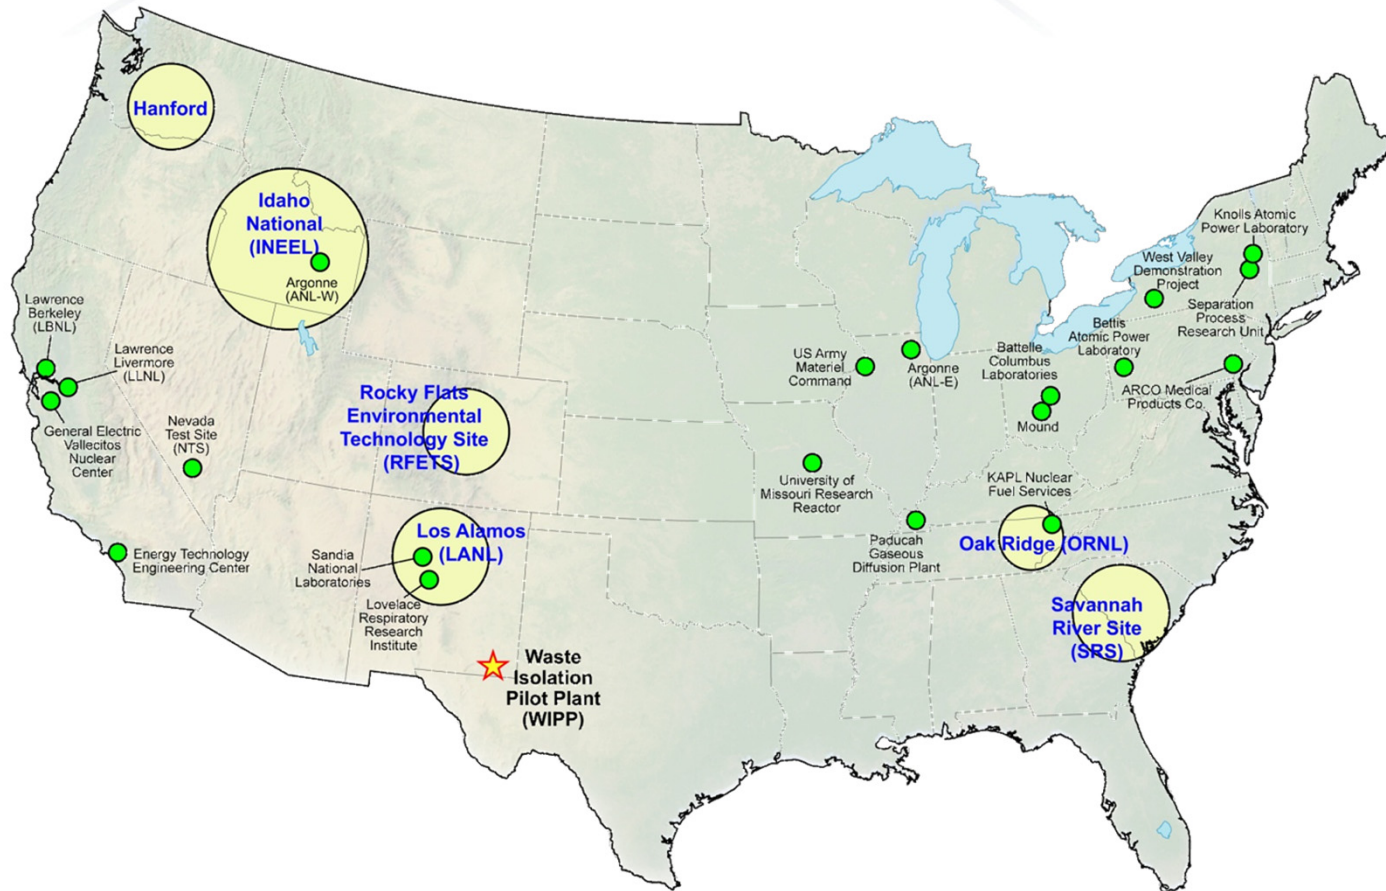 Hanford
Idaho
National
(INEEL)
Argonne
(ANL-W)
Lawrence
Berkeley
(LBNL)
Lawrence
Livermore
(LLNL)
General Electric
Vallecitos
Nuclear
Center
Nevada
Test Site
(NTS)
Energy Technology
Engineering Center
Rocky Flats
Environmental
Technology Site
(RFETS)
Los Alamos
(LANL)
Sandia
National
Laboratories
Lovelace
Respiratory
Research
Institute
Waste
Isolation
Pilot Plant
(WIPP)
US Army
Materiel
Command
Argonne
(ANL-E)
Battelle
Columbus
Laboratories
Mound
University of
Missouri Research
Reactor
Paducah
Gaseous
Diffusion Plant
KAPL Nuclear
Fuel Services
Oak Ridge (ORNL)
Savannah
River Site
(SRS)
Bettis
Atomic Power
Laboratory
West Valley
Demonstration
Project
Knolls Atomic
Power Laboratory
Separation
Process
Research Unit
ARCO Medical
Products Co.